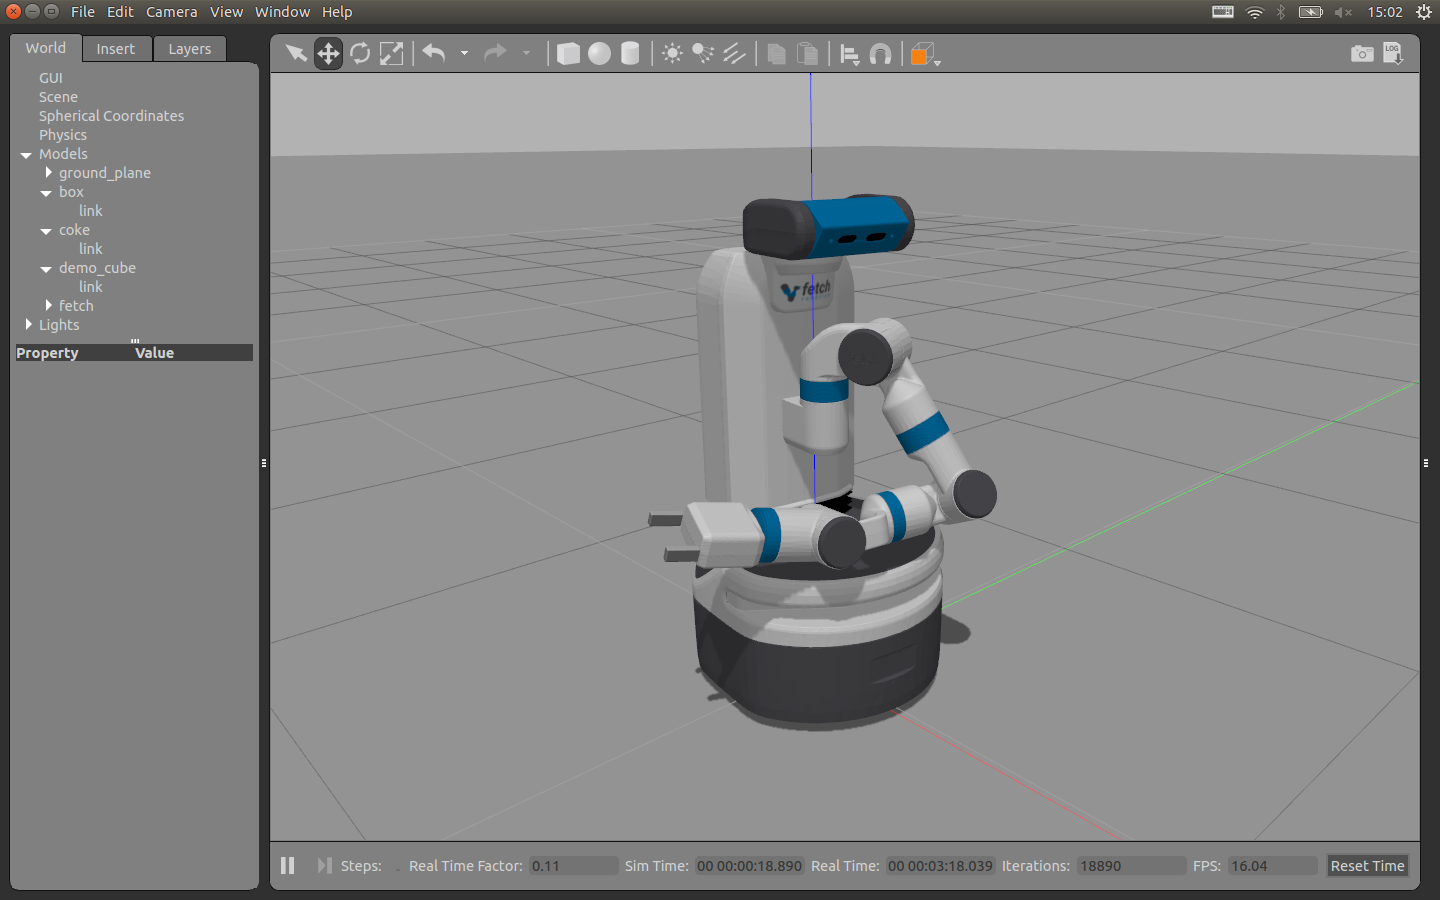 File Edit Camera View Window Help
15:02
World Insert Layers
LOG
GUI
Scene
Spherical Coordinates
Physics
Models
ground_plane
box
link
coke
link
demo_cube
link
fetch
Lights
Property Value
fetch
Steps: Real Time Factor: 0.11 Sim Time: 00 00:00:18.890 Real Time: 00 00:03:18.039 Iterations: 18890 FPS: 16.04 Reset Time